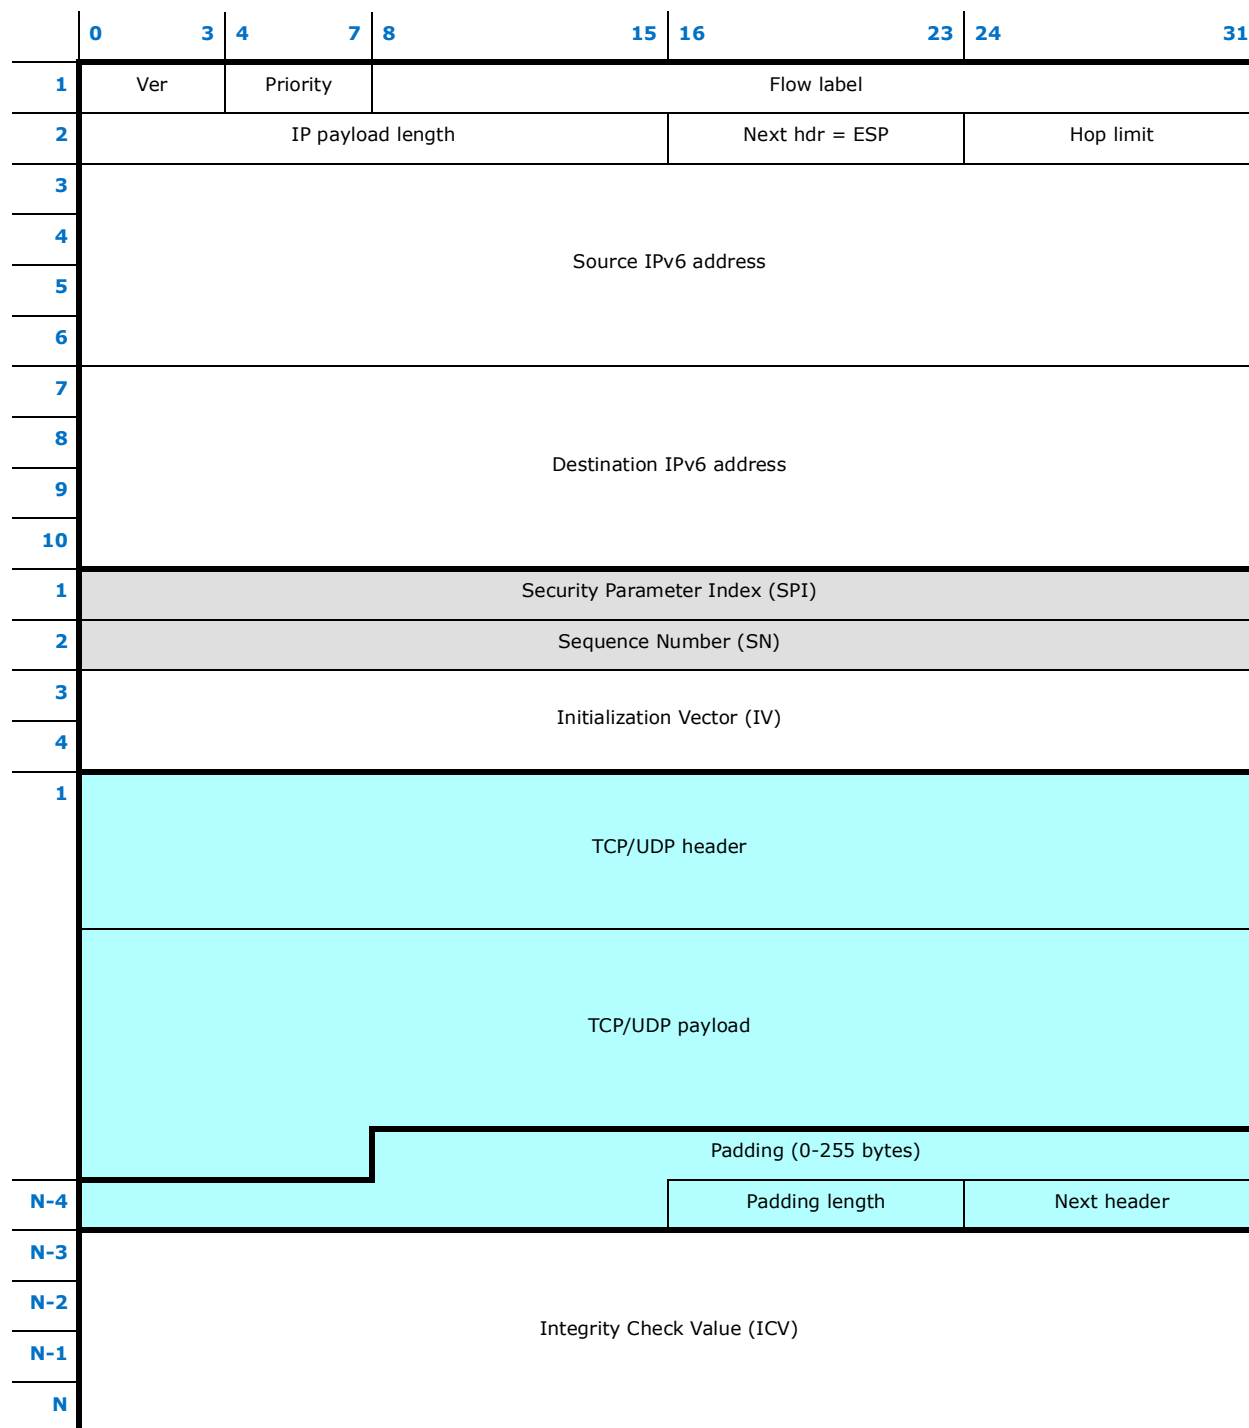 0 3 4 7 8 15 16 23 24 31
1 Ver Priority Flow label
2 IP payload length Next hdr = ESP Hop limit
3
4
Source IPv6 address
5
6
7
8
Destination IPv6 address
9
10
1 Security Parameter Index (SPI)
2 Sequence Number (SN)
3
Initialization Vector (IV)
4
1
TCP/UDP header
TCP/UDP payload
Padding (0-255 bytes)
N-4 Padding length Next header
N-3
N-2
Integrity Check Value (ICV)
N-1
N